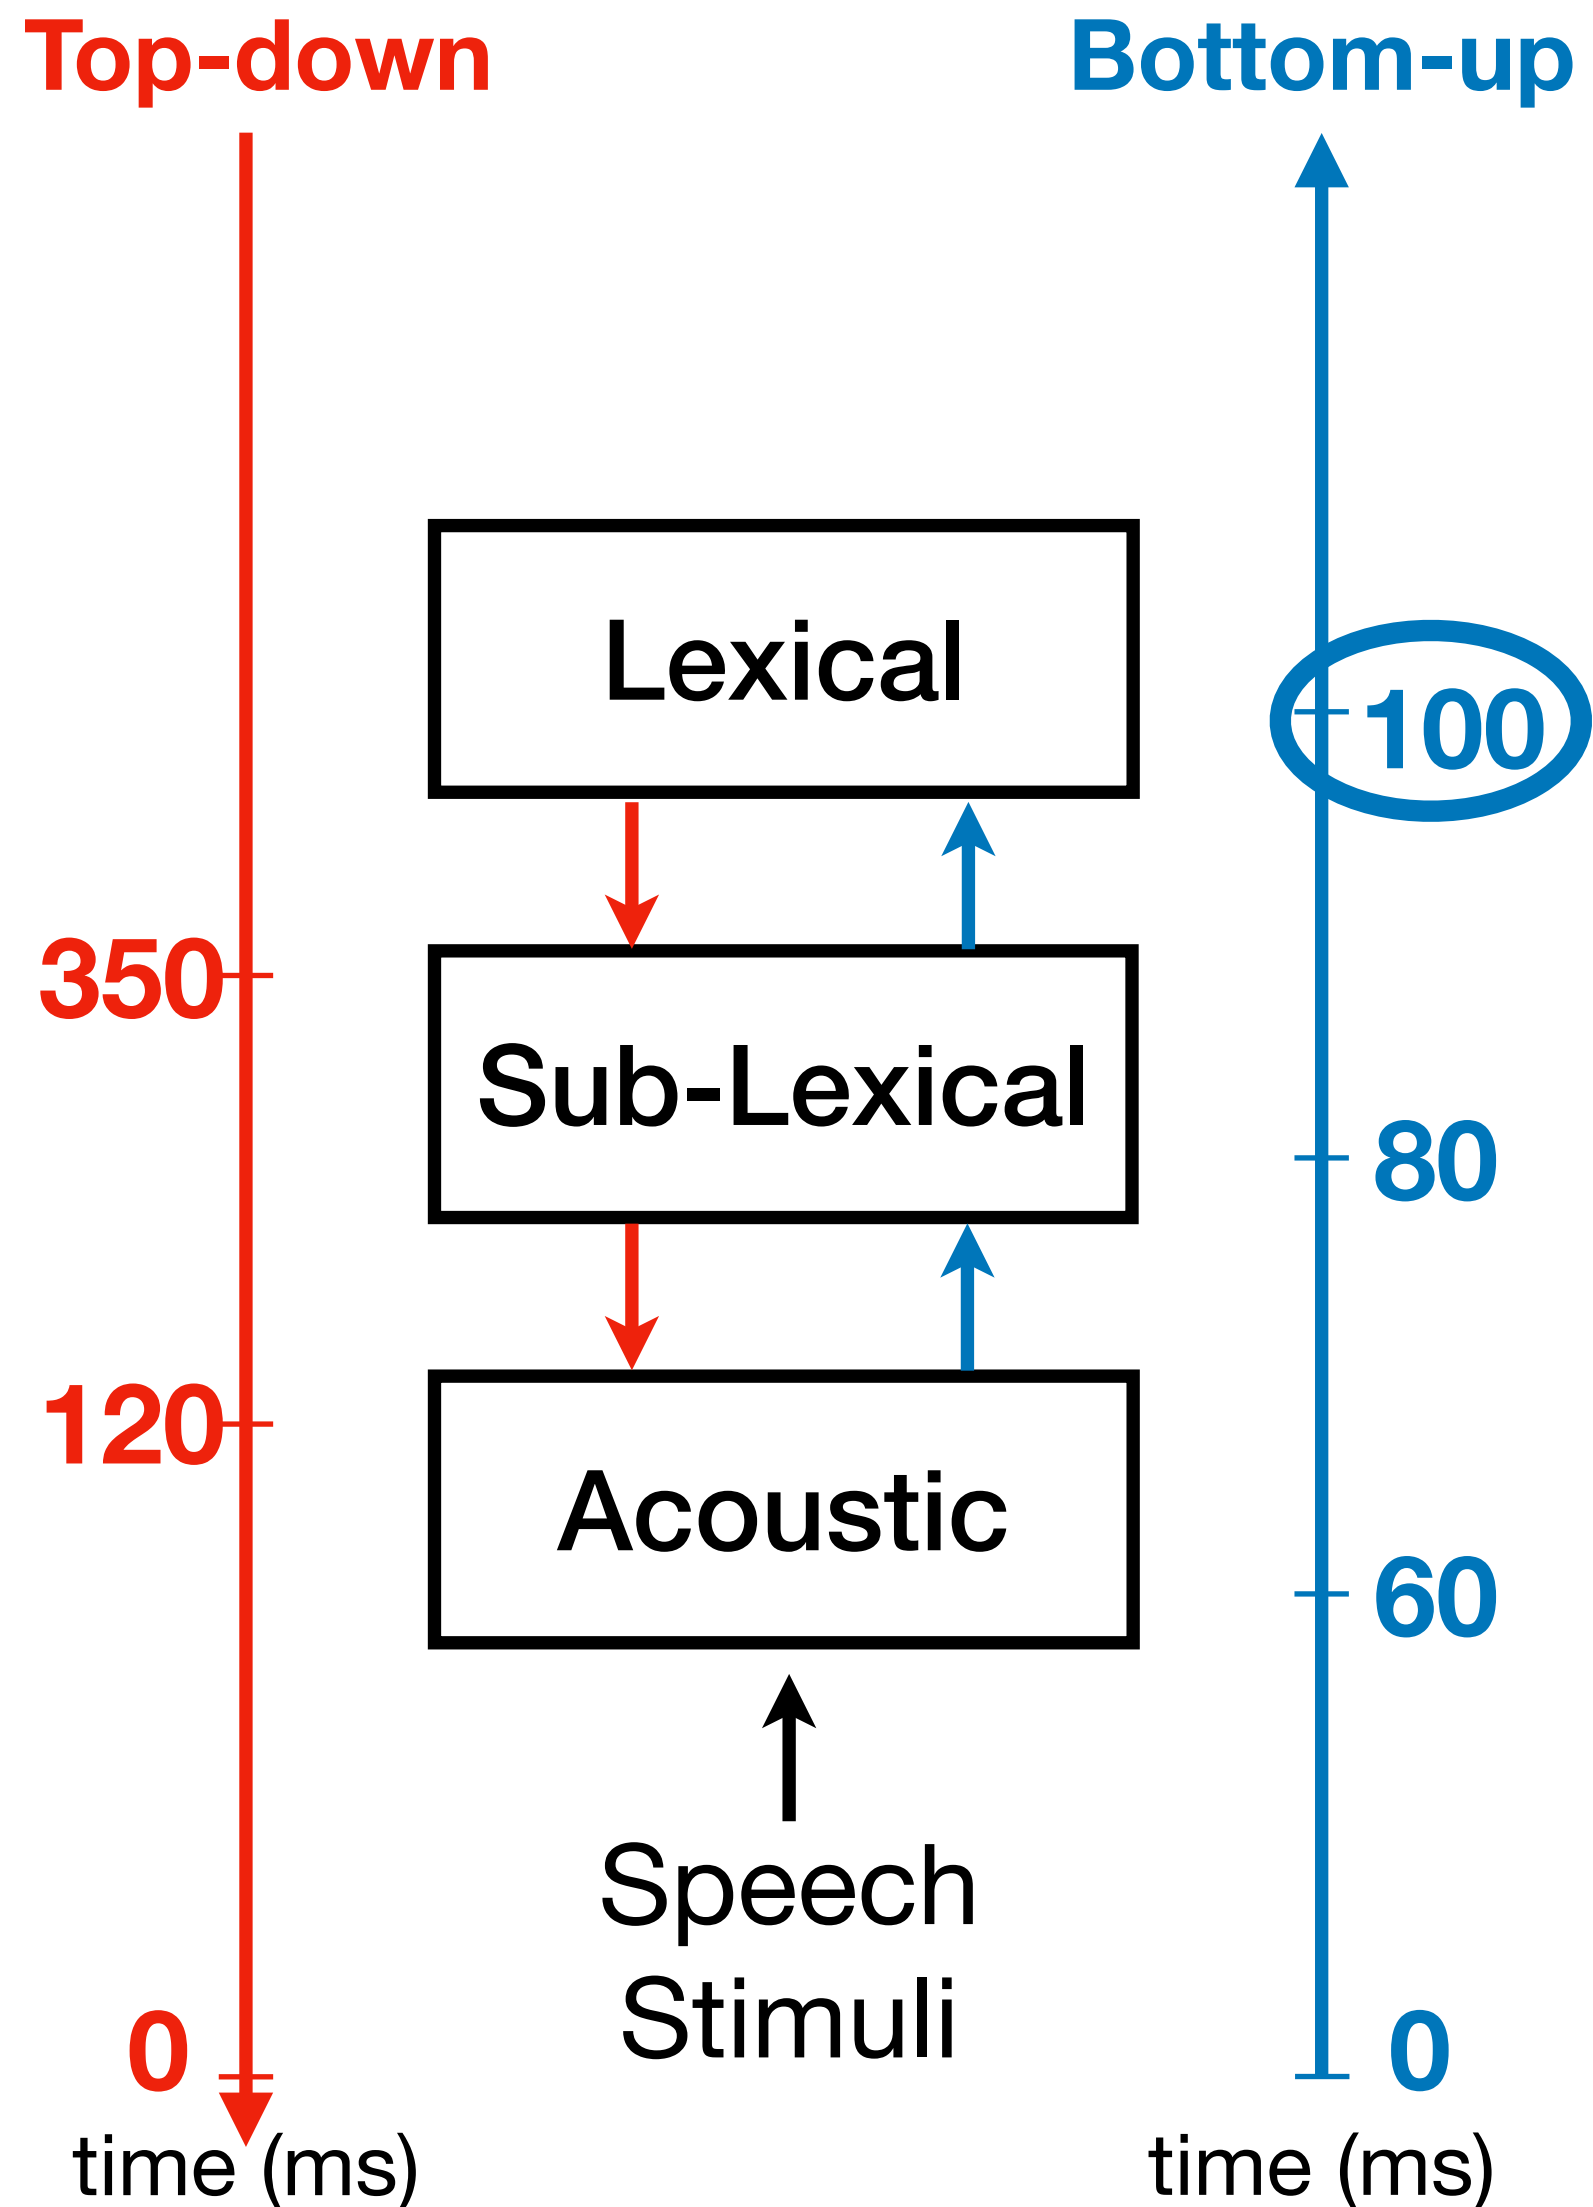 Top-down
Bottom-up
Lexical
100
350
Sub-Lexical
80
120
Acoustic
60
Speech
Stimuli
0
0
time (ms)
time (ms)